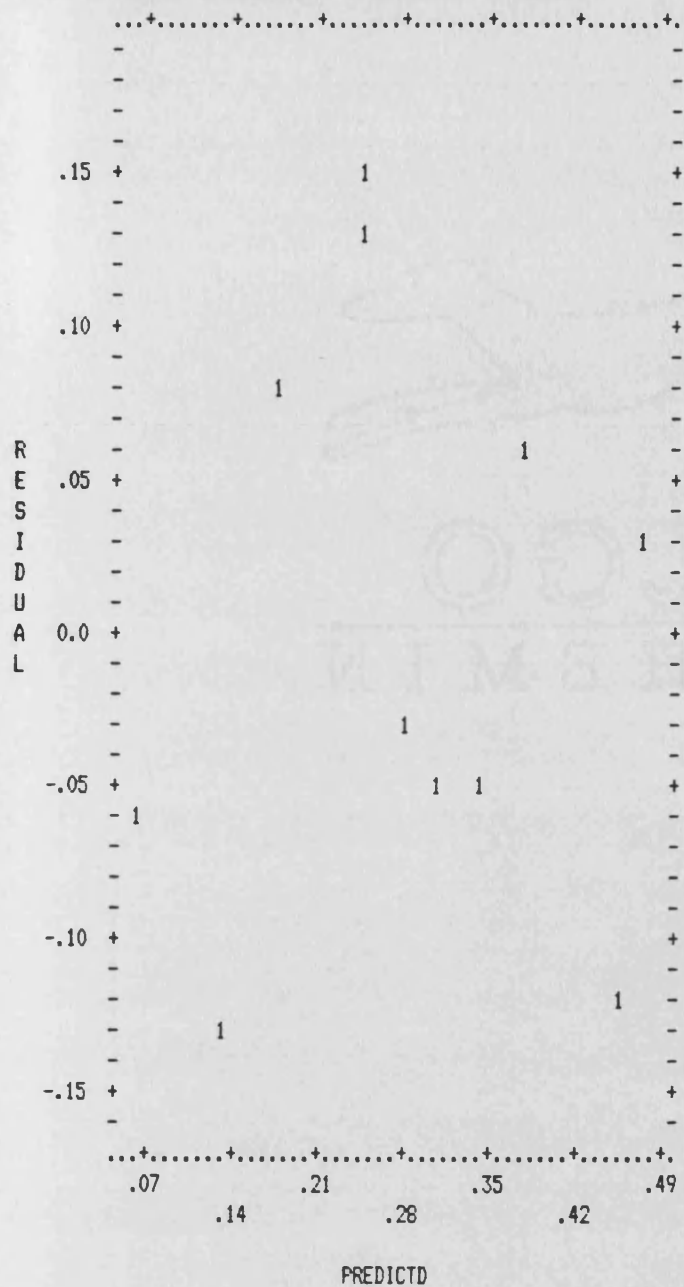 .15 + 1 +
- 1 -
.10 + +
- 1 -
R - 1 -
E .05 + +
S
I - 1 -
D
U
A 0.0 + +
L
- 1 -
-.05 + 1 1 +
- 1 -
-.10 + +
- 1 -
- 1 -
-.15 + +
.07 .21 .35 .49
.14 .28 .42
PREDICTD